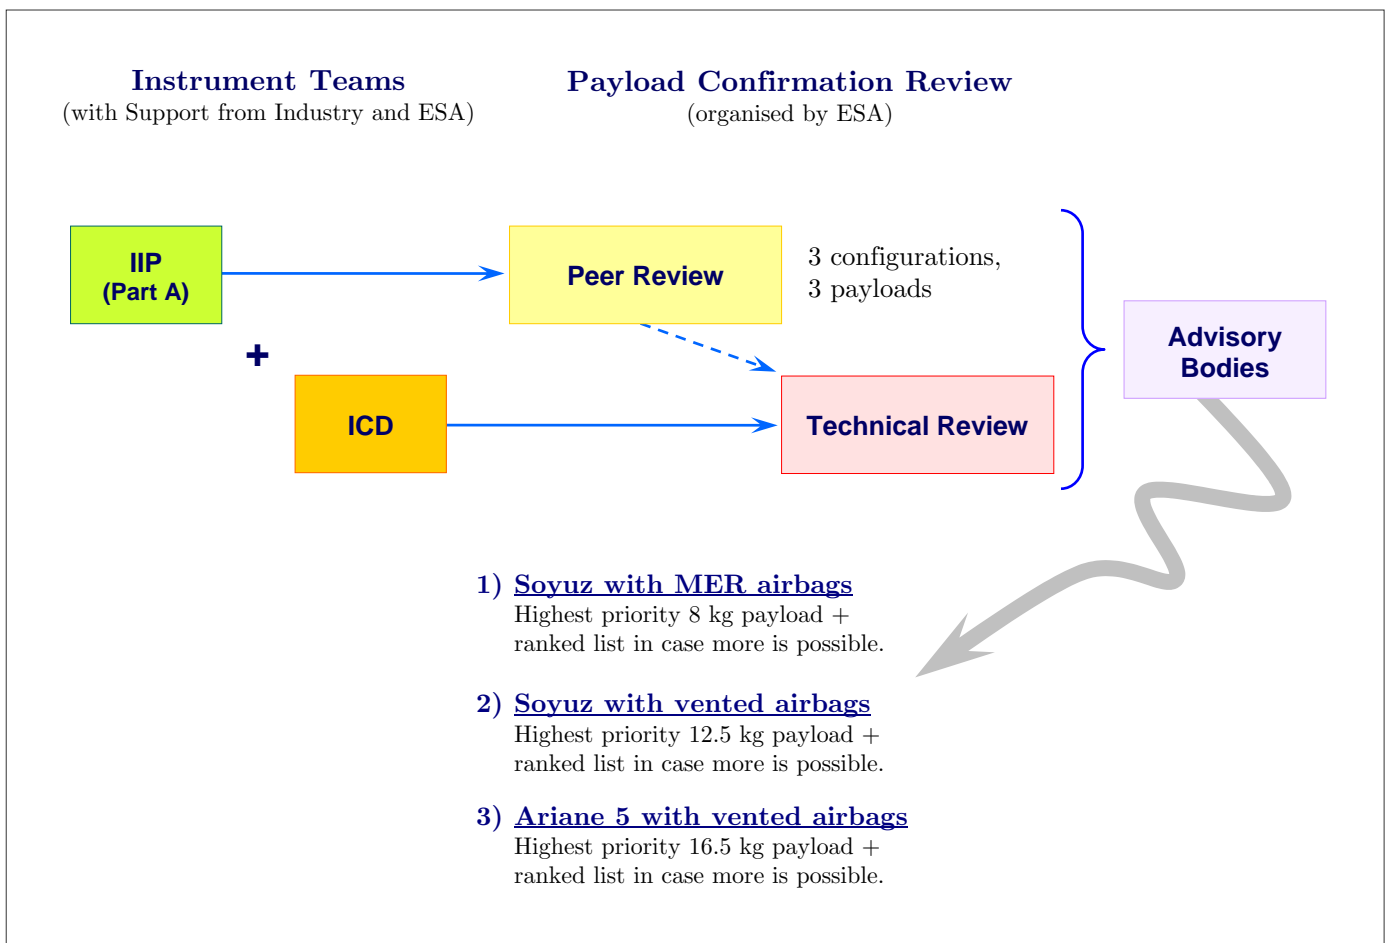 Instrument Teams
(with Support from Industry and ESA)
Payload Confirmation Review
(organised by ESA)
IIP
(Part A)
Peer Review
3 configurations,
3 payloads
+
ICD
Technical Review
Advisory
Bodies
1) Soyuz with MER airbags
Highest priority 8 kg payload +
ranked list in case more is possible.
2) Soyuz with vented airbags
Highest priority 12.5 kg payload +
ranked list in case more is possible.
3) Ariane 5 with vented airbags
Highest priority 16.5 kg payload +
ranked list in case more is possible.